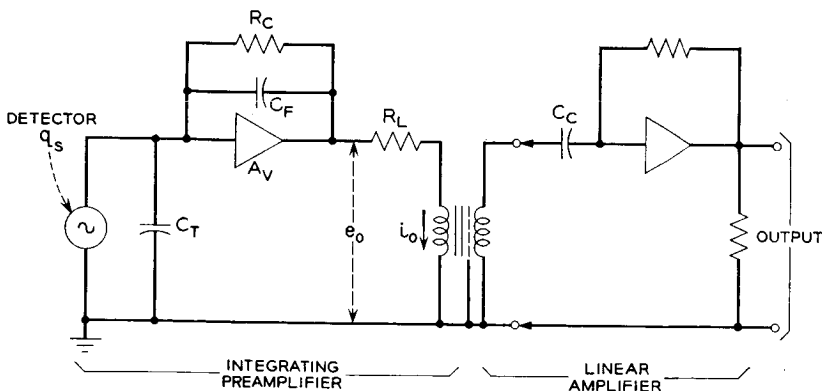 R_C
C_F
DETECTOR
q_s
A_V
R_L
C_C
C_T
e_o
i_o
OUTPUT
INTEGRATING
PREAMPLIFIER
LINEAR
AMPLIFIER